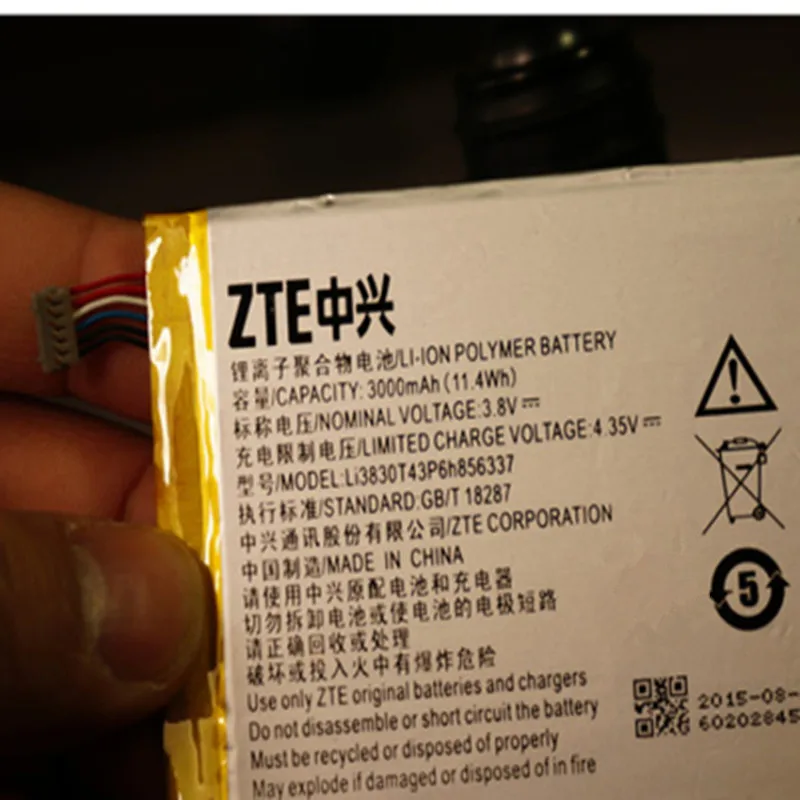 ZTE中兴
锂离子聚合物电池/LI-ION POLYMER BATTERY
容量/CAPACITY: 3000mAh (11.4Wh)
标称电压/NOMINAL VOLTAGE:3.8V
充电限制电压/LIMITED CHARGE VOLTAGE:4.35V
型号/MODEL:Li3830T43P6h856337
执行标准/STANDARD:GB/T 18287
中兴通讯股份有限公司/ZTE CORPORATION
中国制造/MADE IN CHINA
请使用中兴原配电池和充电器
切勿拆卸电池或使电池的电极短路
请正确回收或处理
破坏或投入火中有爆炸危险
Use only ZTE original batteries and chargers
Do not disassemble or short circuit the battery
Must be recycled or disposed of properly
May explode if damaged or disposed of in fire
5
2015-08-
60202845